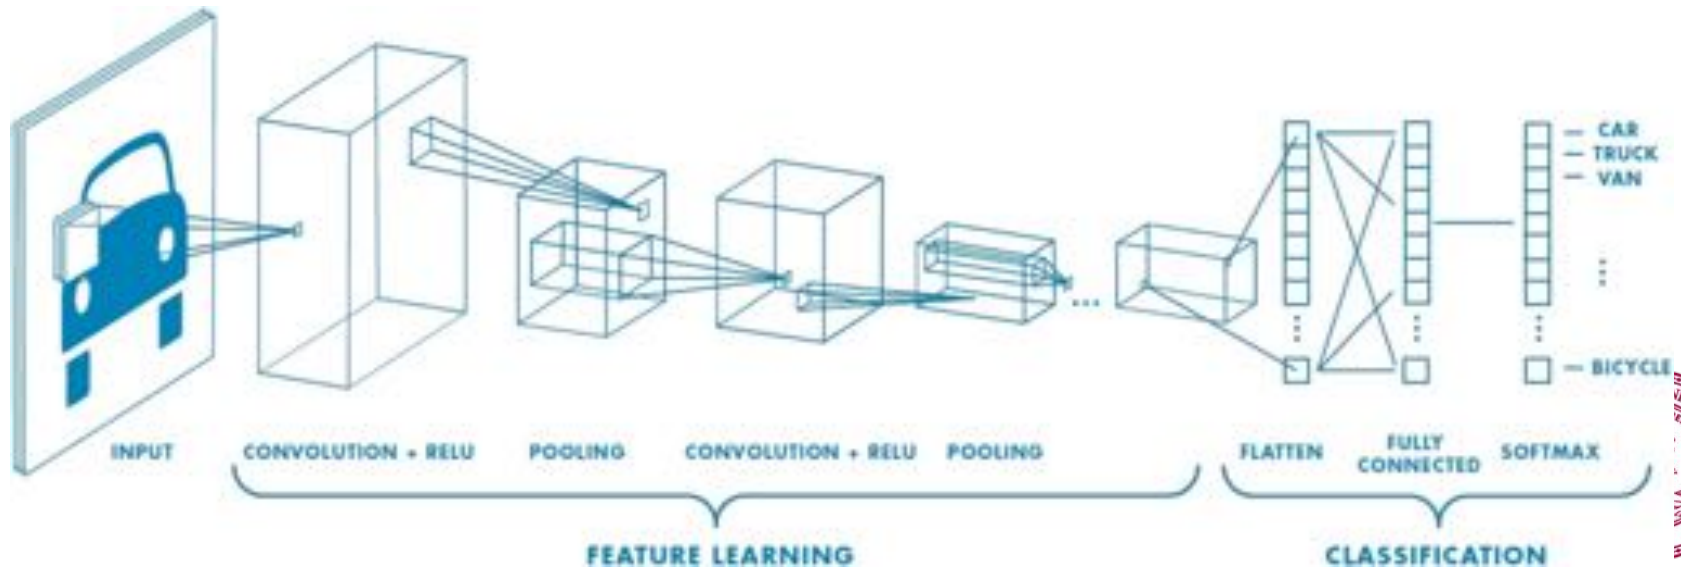 CAR
TRUCK
VAN
BICYCLE
INPUT
CONVOLUTION + RELU
POOLING
CONVOLUTION + RELU
POOLING
FLATTEN
FULLY
CONNECTED
SOFTMAX
FEATURE LEARNING
CLASSIFICATION